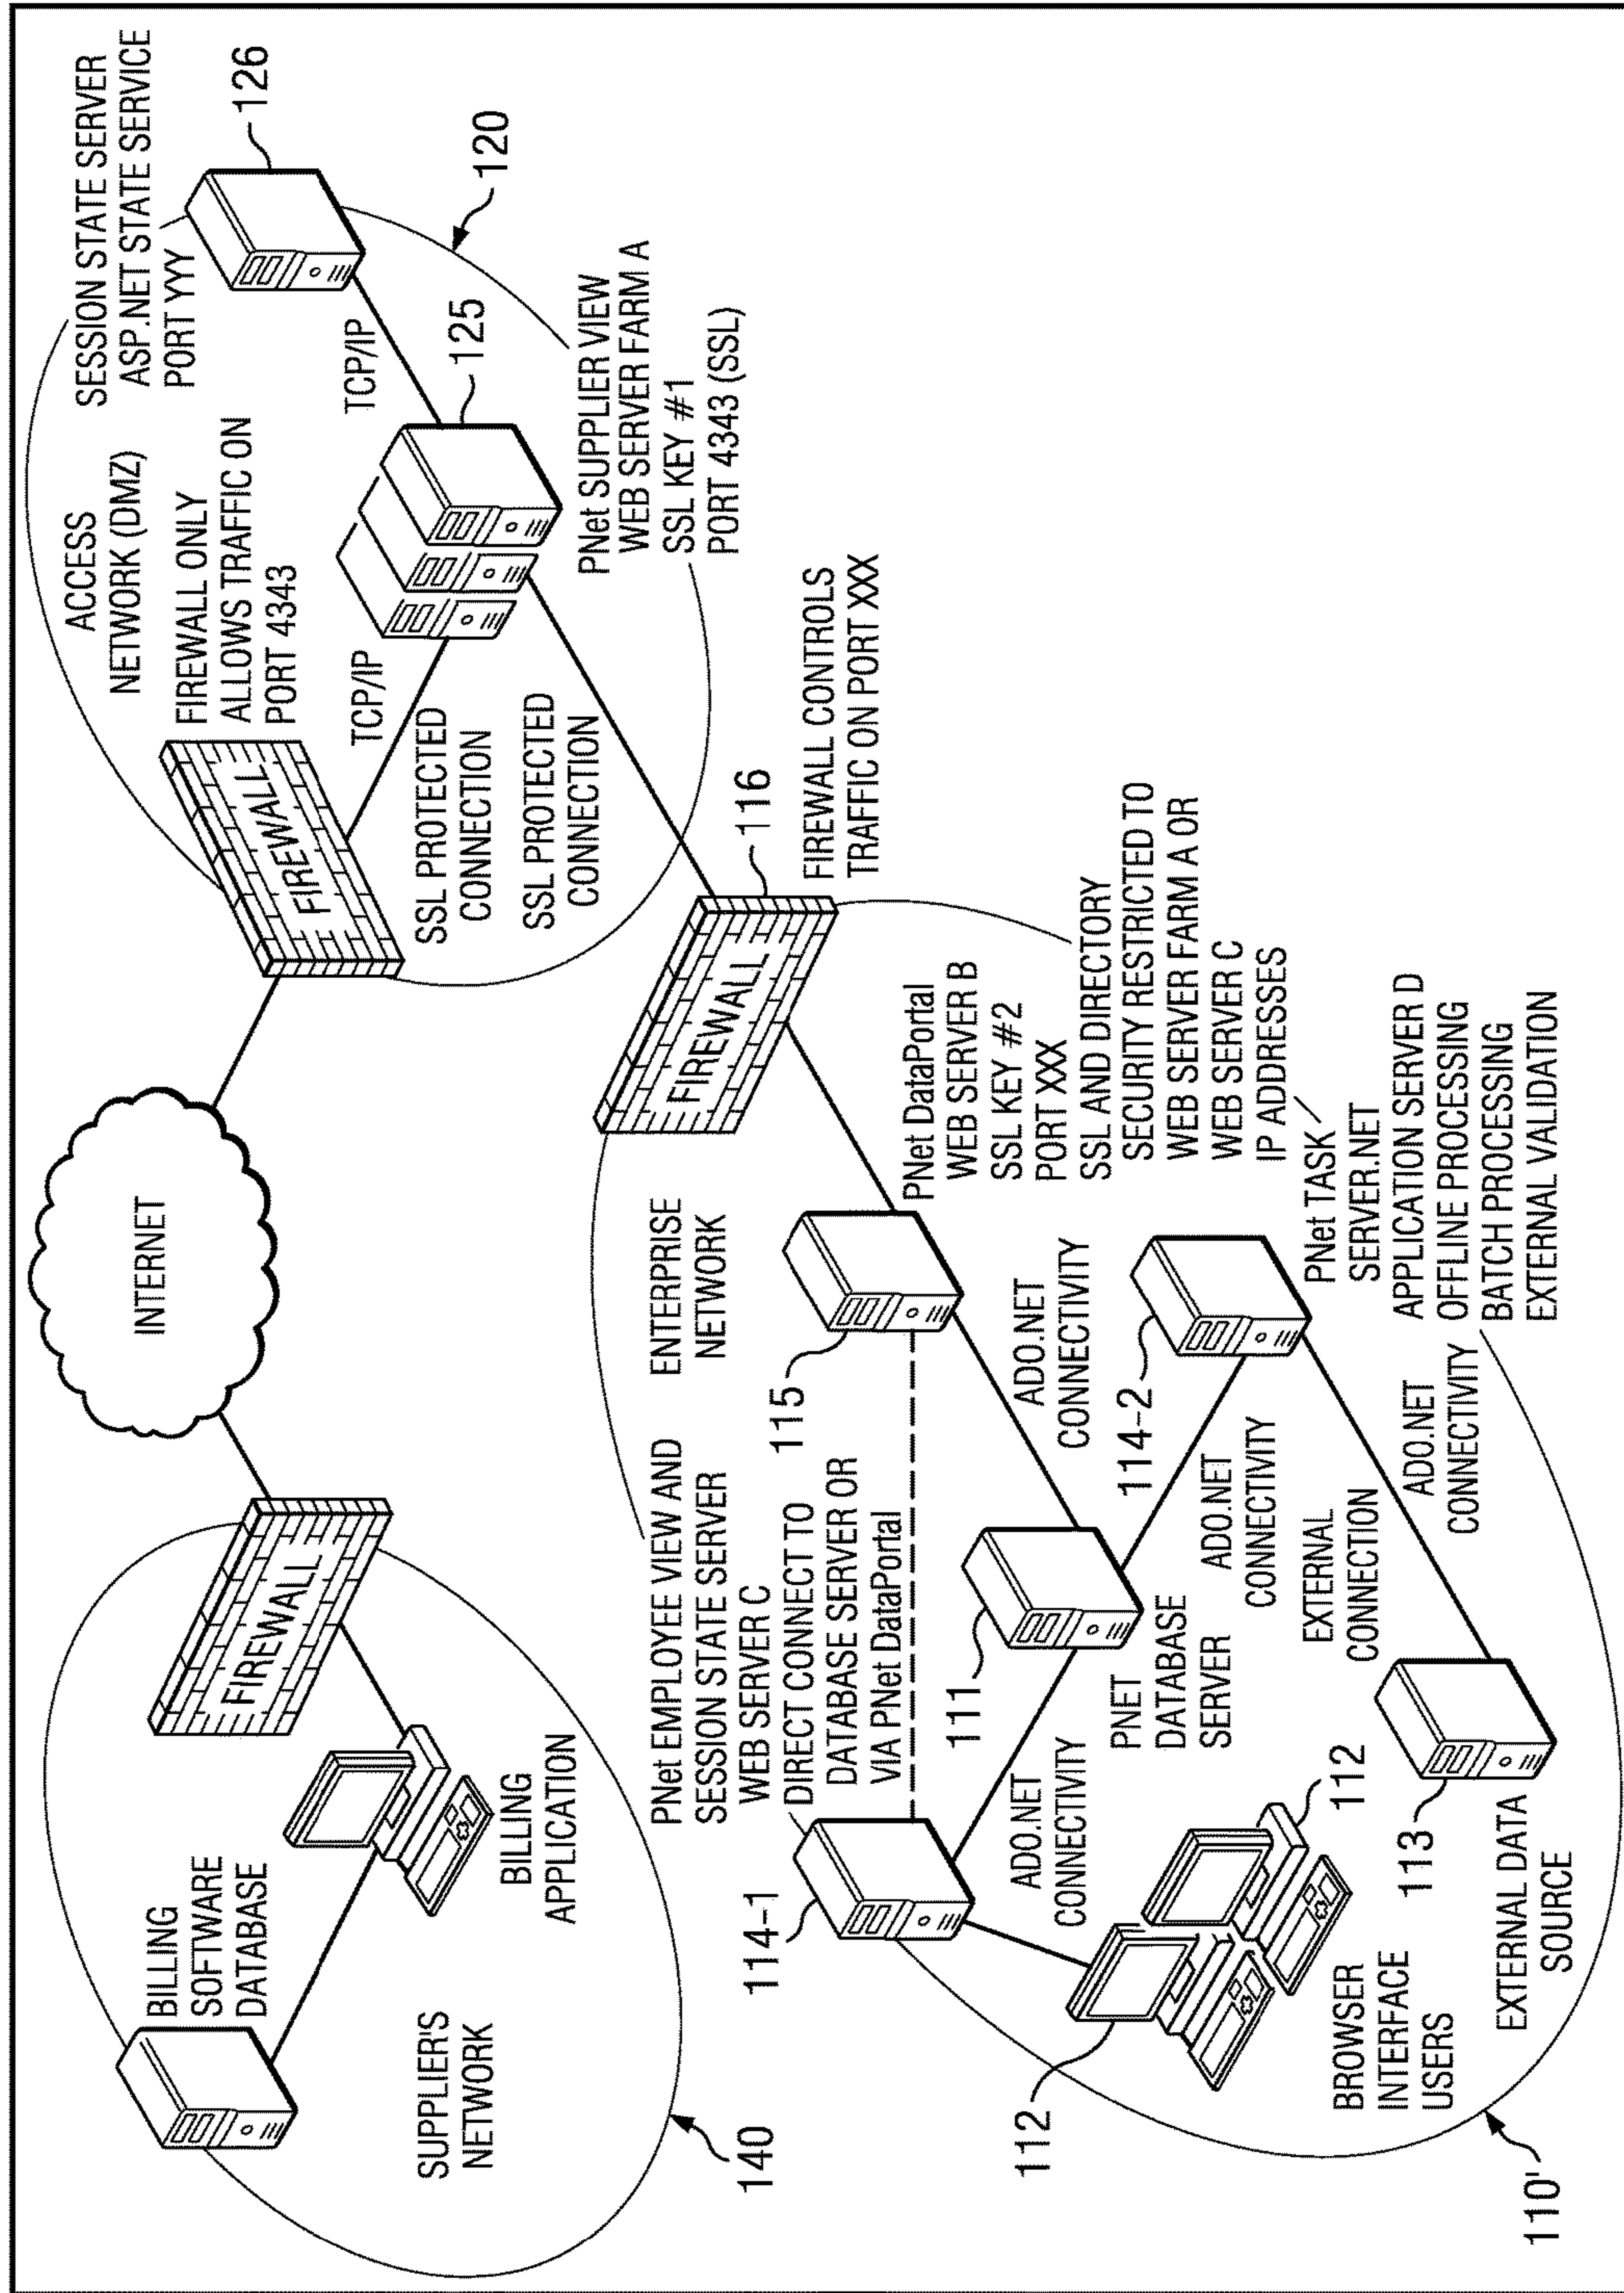 BILLING
SOFTWARE
DATABASE
SUPPLIER'S
NETWORK
BILLING
APPLICATION
FIREWALL
140
INTERNET
FIREWALL
ACCESS
NETWORK (DMZ)
FIREWALL ONLY
ALLOWS TRAFFIC ON
PORT 4343
TCP/IP
SSL PROTECTED
CONNECTION
SSL PROTECTED
CONNECTION
SESSION STATE SERVER
ASP.NET STATE SERVICE
PORT YYY
126
TCP/IP
125
120
PNet SUPPLIER VIEW
WEB SERVER FARM A
SSL KEY #1
PORT 4343 (SSL)
116
FIREWALL
FIREWALL CONTROLS
TRAFFIC ON PORT XXX
ENTERPRISE
NETWORK
PNet EMPLOYEE VIEW AND
SESSION STATE SERVER
WEB SERVER C
DIRECT CONNECT TO
DATABASE SERVER OR
VIA PNet DataPortal
114-1
115
PNet DataPortal
WEB SERVER B
SSL KEY #2
PORT XXX
SSL AND DIRECTORY
SECURITY RESTRICTED TO
WEB SERVER FARM A OR
WEB SERVER C
IP ADDRESSES
ADO.NET
CONNECTIVITY
111
ADO.NET
CONNECTIVITY
PNET
DATABASE
SERVER
114-2
ADO.NET
CONNECTIVITY
EXTERNAL
CONNECTION
PNet TASK
SERVER.NET
APPLICATION SERVER D
OFFLINE PROCESSING
BATCH PROCESSING
EXTERNAL VALIDATION
ADO.NET
CONNECTIVITY
112
112
BROWSER
INTERFACE
USERS
113
EXTERNAL DATA
SOURCE
110'